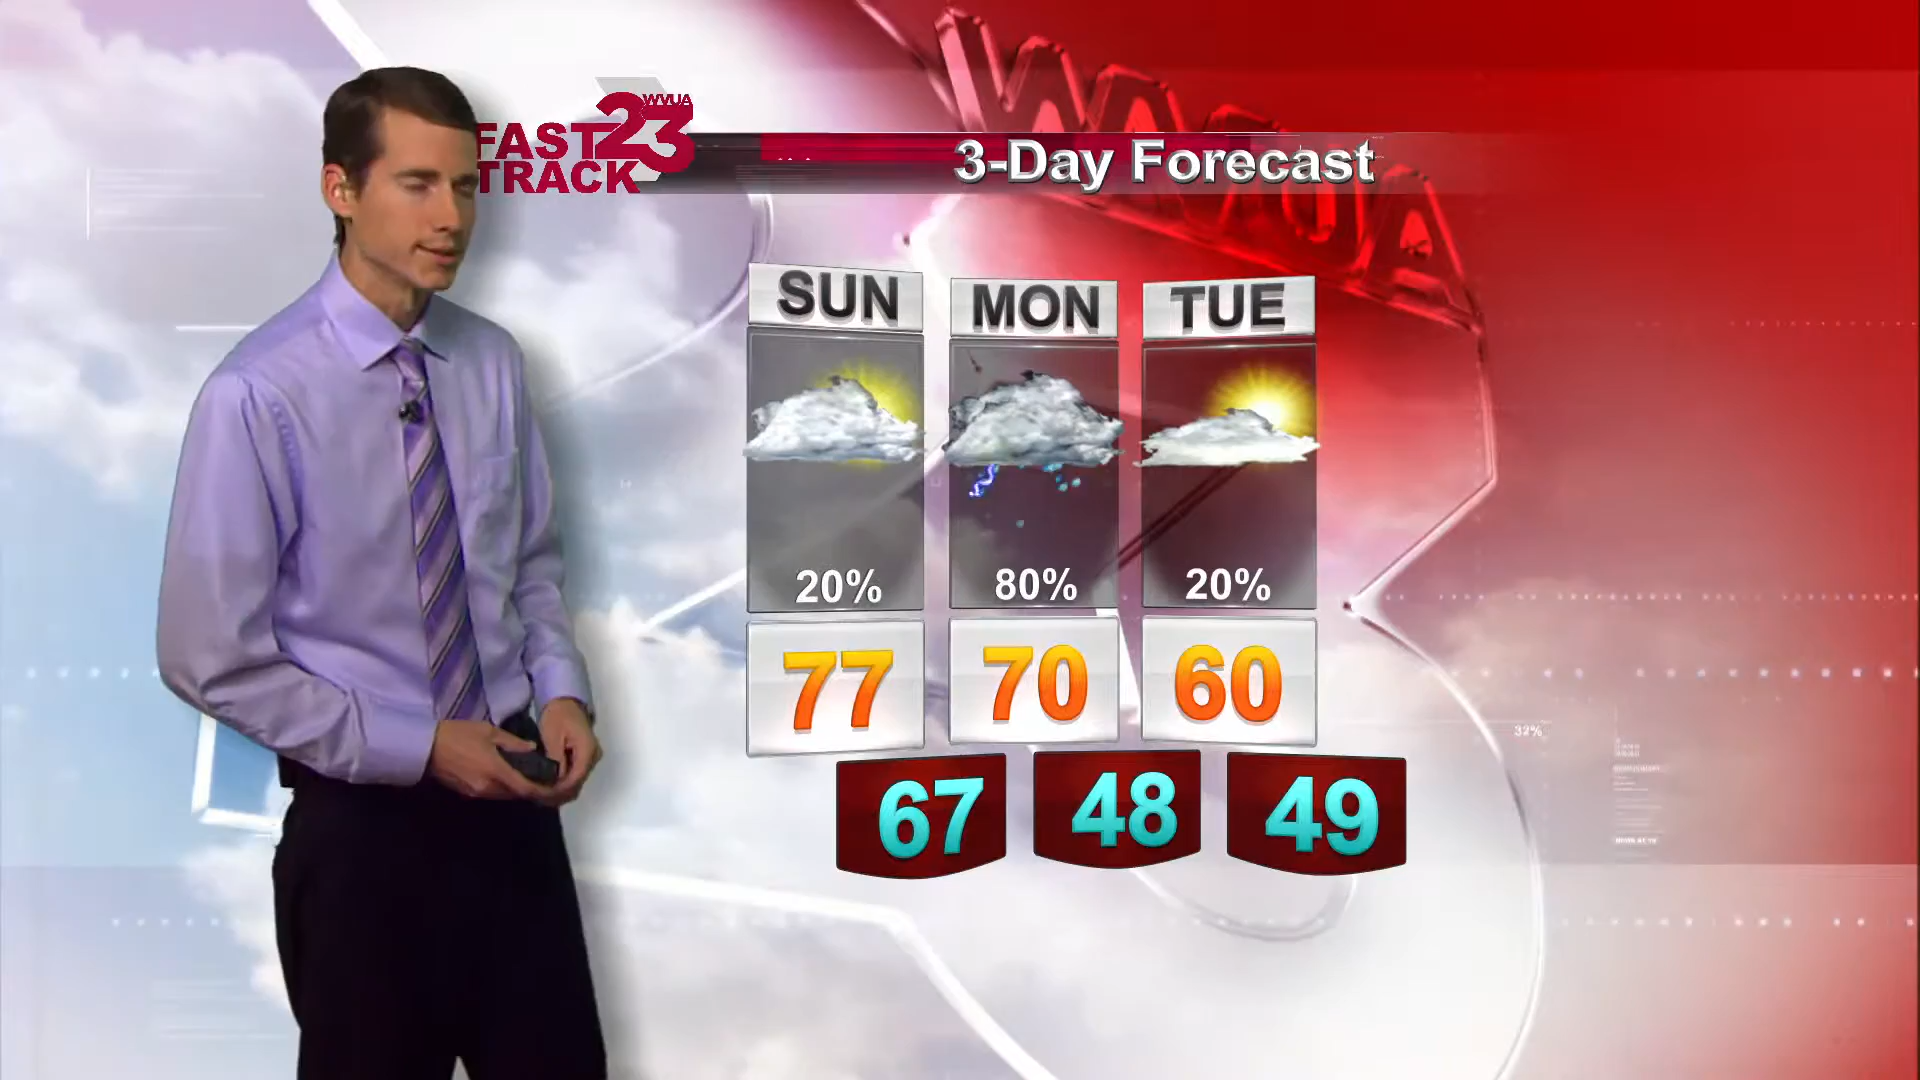 WVUA
23
FAST
TRACK
3-Day Forecast
WVUA
SUN
MON
TUE
20%
80%
20%
77
70
60
67
48
49
32%